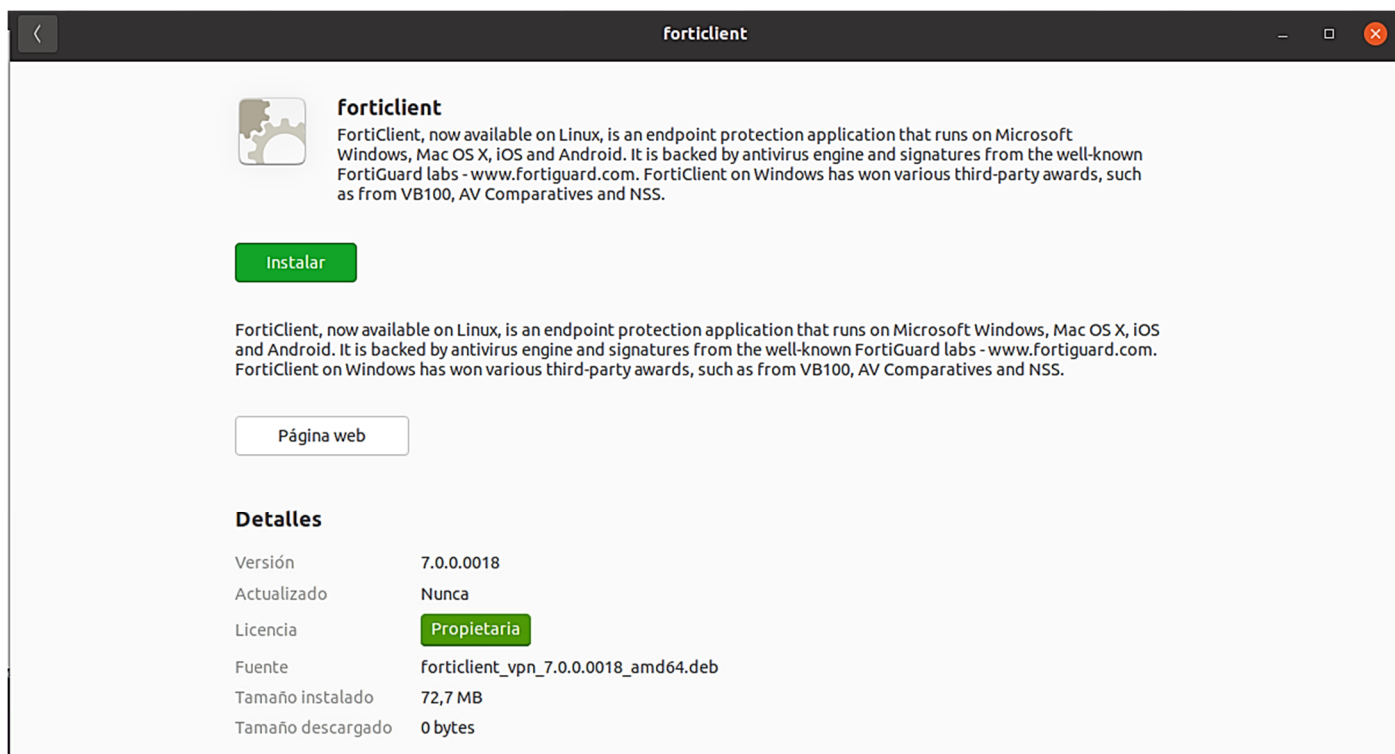 forticlient
forticlient
FortiClient, now available on Linux, is an endpoint protection application that runs on Microsoft
Windows, Mac OS X, iOS and Android. It is backed by antivirus engine and signatures from the well-known
FortiGuard labs - www.fortiguard.com. FortiClient on Windows has won various third-party awards, such
as from VB100, AV Comparatives and NSS.
Instalar
FortiClient, now available on Linux, is an endpoint protection application that runs on Microsoft Windows, Mac OS X, iOS
and Android. It is backed by antivirus engine and signatures from the well-known FortiGuard labs - www.fortiguard.com.
FortiClient on Windows has won various third-party awards, such as from VB100, AV Comparatives and NSS.
Página web
Detalles
Versión 7.0.0.0018
Actualizado Nunca
Licencia Propietaria
Fuente forticlient_vpn_7.0.0.0018_amd64.deb
Tamaño instalado 72,7 MB
Tamaño descargado 0 bytes